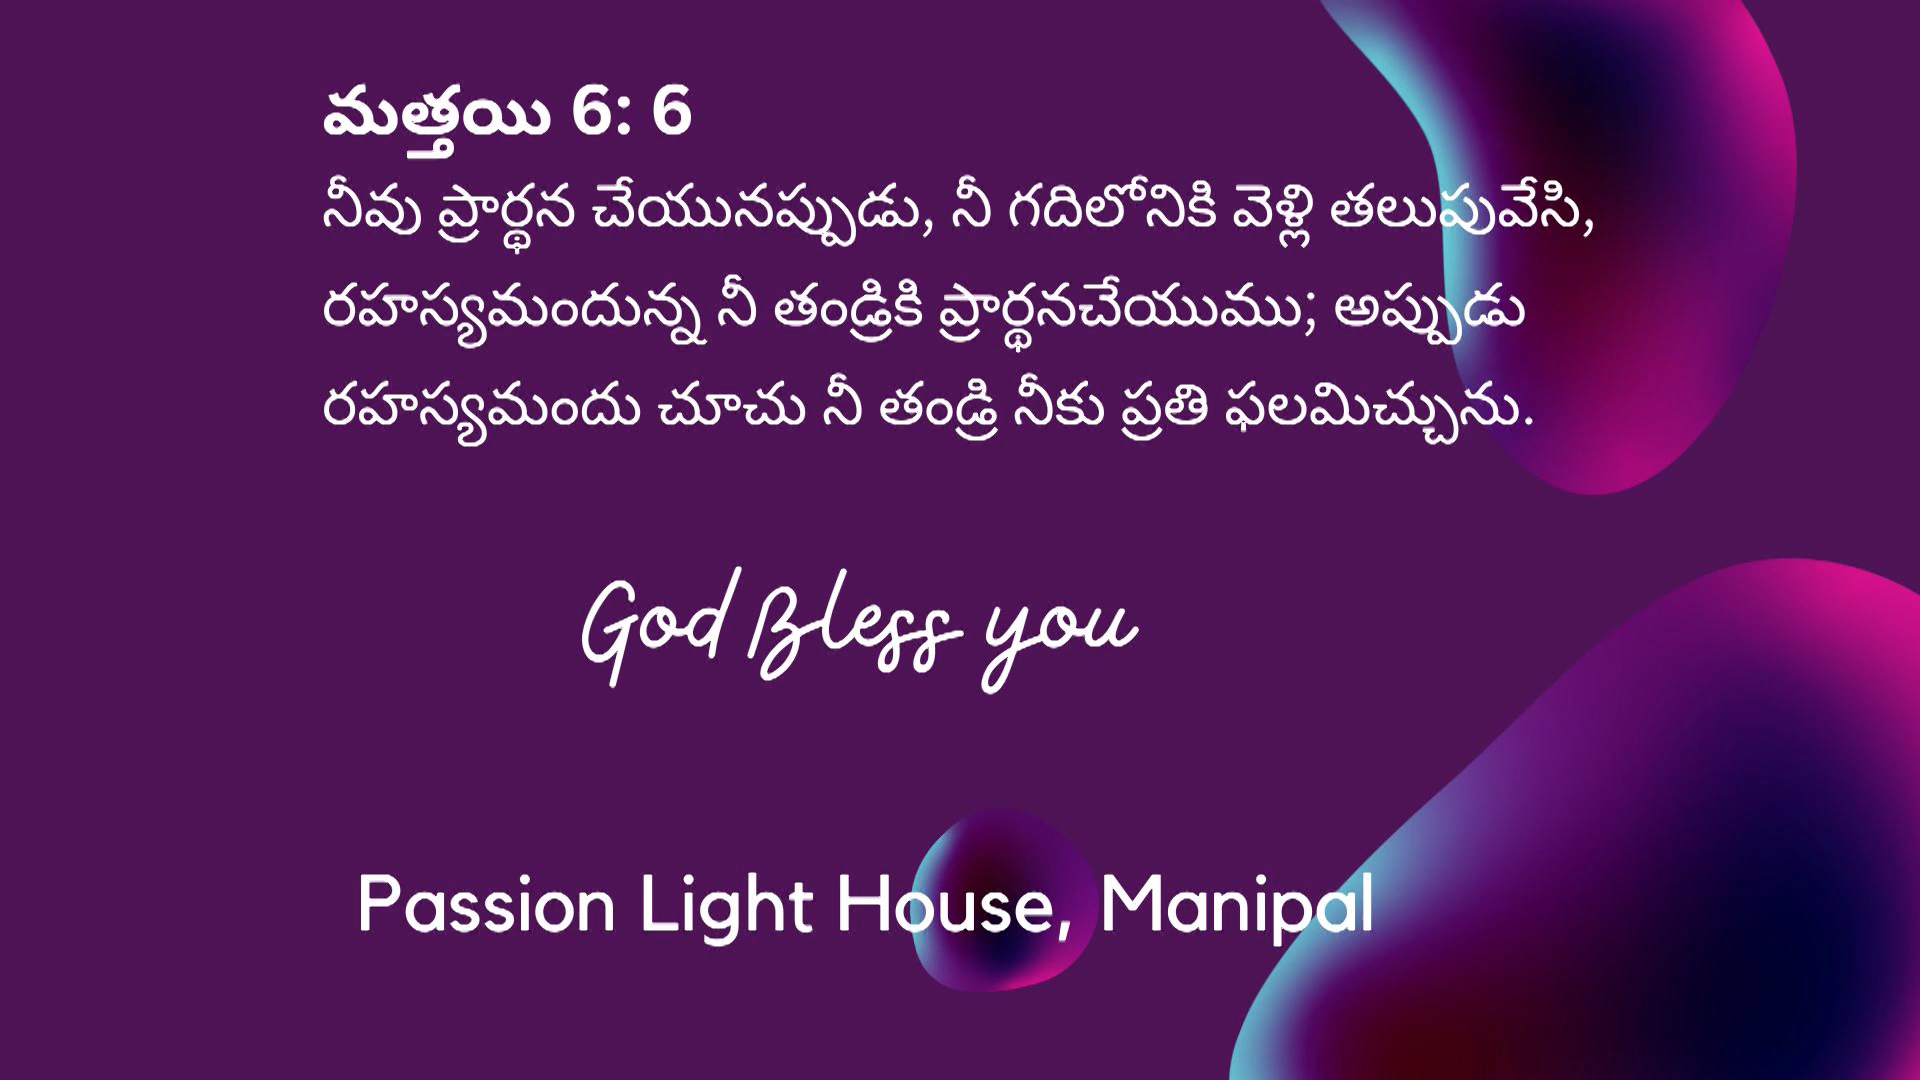 మత్తయి 6: 6
నీవు ప్రార్థన చేయునప్పుడు, నీ గదిలోనికి వెళ్లి తలుపువేసి,
రహస్యమందున్న నీ తండ్రికి ప్రార్థనచేయుము; అప్పుడు
రహస్యమందు చూచు నీ తండ్రి నీకు ప్రతి ఫలమిచ్చును.
God Bless you
Passion Light House, Manipal